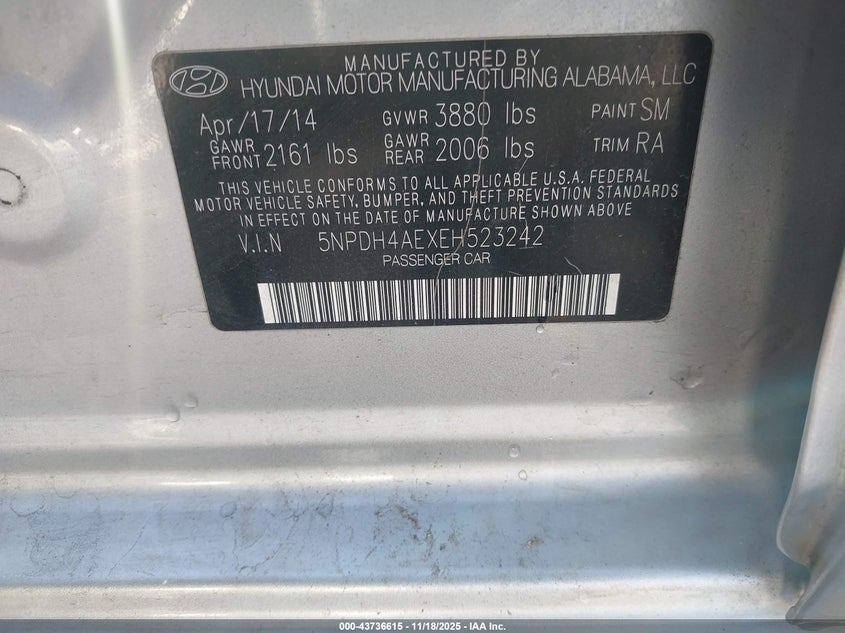 MANUFACTURED BY
HYUNDAI MOTOR MANUFACTURING ALABAMA, LLC
Apr/17/14 GVWR 3880 lbs PAINT SM
GAWR FRONT 2161 lbs GAWR REAR 2006 lbs TRIM RA
THIS VEHICLE CONFORMS TO ALL APPLICABLE U.S.A. FEDERAL
MOTOR VEHICLE SAFETY, BUMPER, AND THEFT PREVENTION STANDARDS
IN EFFECT ON THE DATE OF MANUFACTURE SHOWN ABOVE
V.I.N 5NPDH4AEXEH523242
PASSENGER CAR
000-43736615 - 11/18/2025 - IAA Inc.